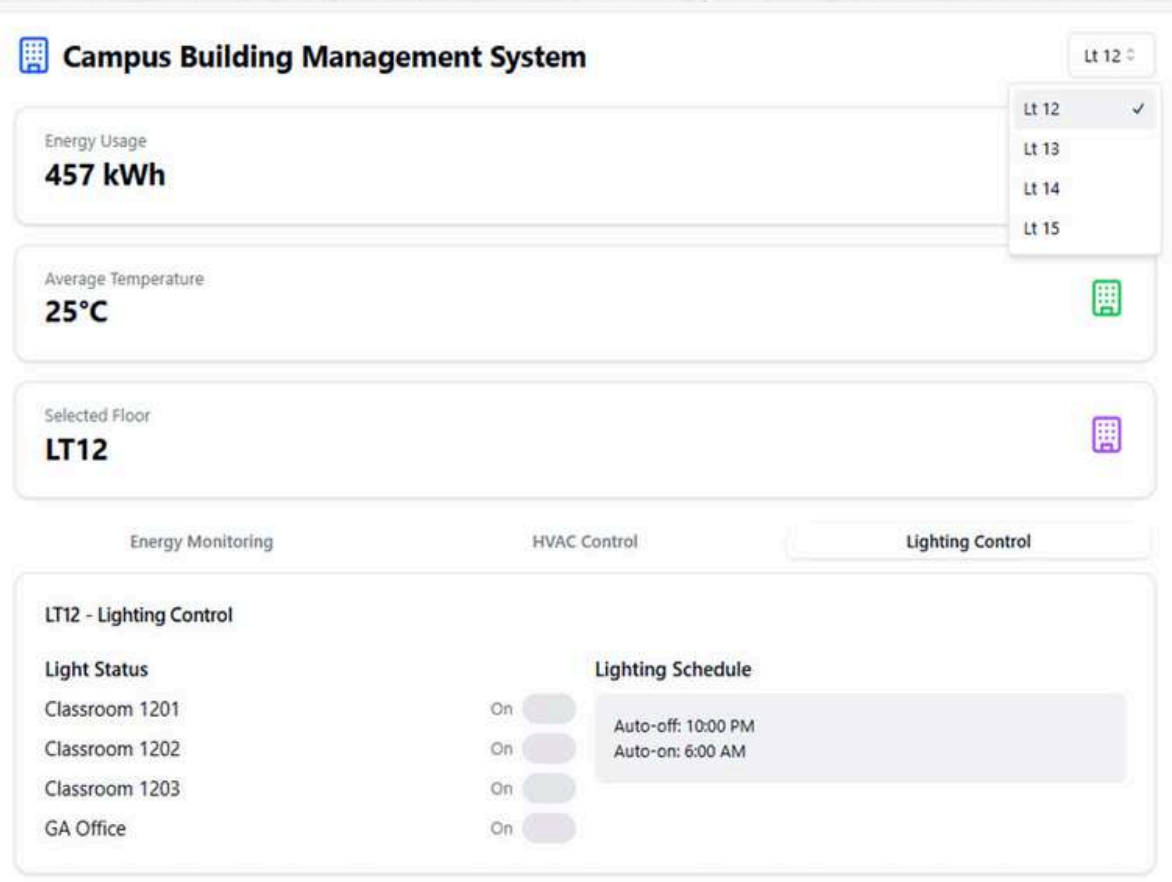 Campus Building Management System
Lt 12
Lt 12
Lt 13
Lt 14
Lt 15
Energy Usage
457 kWh
Average Temperature
25°C
Selected Floor
LT12
Energy Monitoring
HVAC Control
Lighting Control
LT12 - Lighting Control
Light Status
Classroom 1201 On
Classroom 1202 On
Classroom 1203 On
GA Office On
Lighting Schedule
Auto-off: 10:00 PM
Auto-on: 6:00 AM